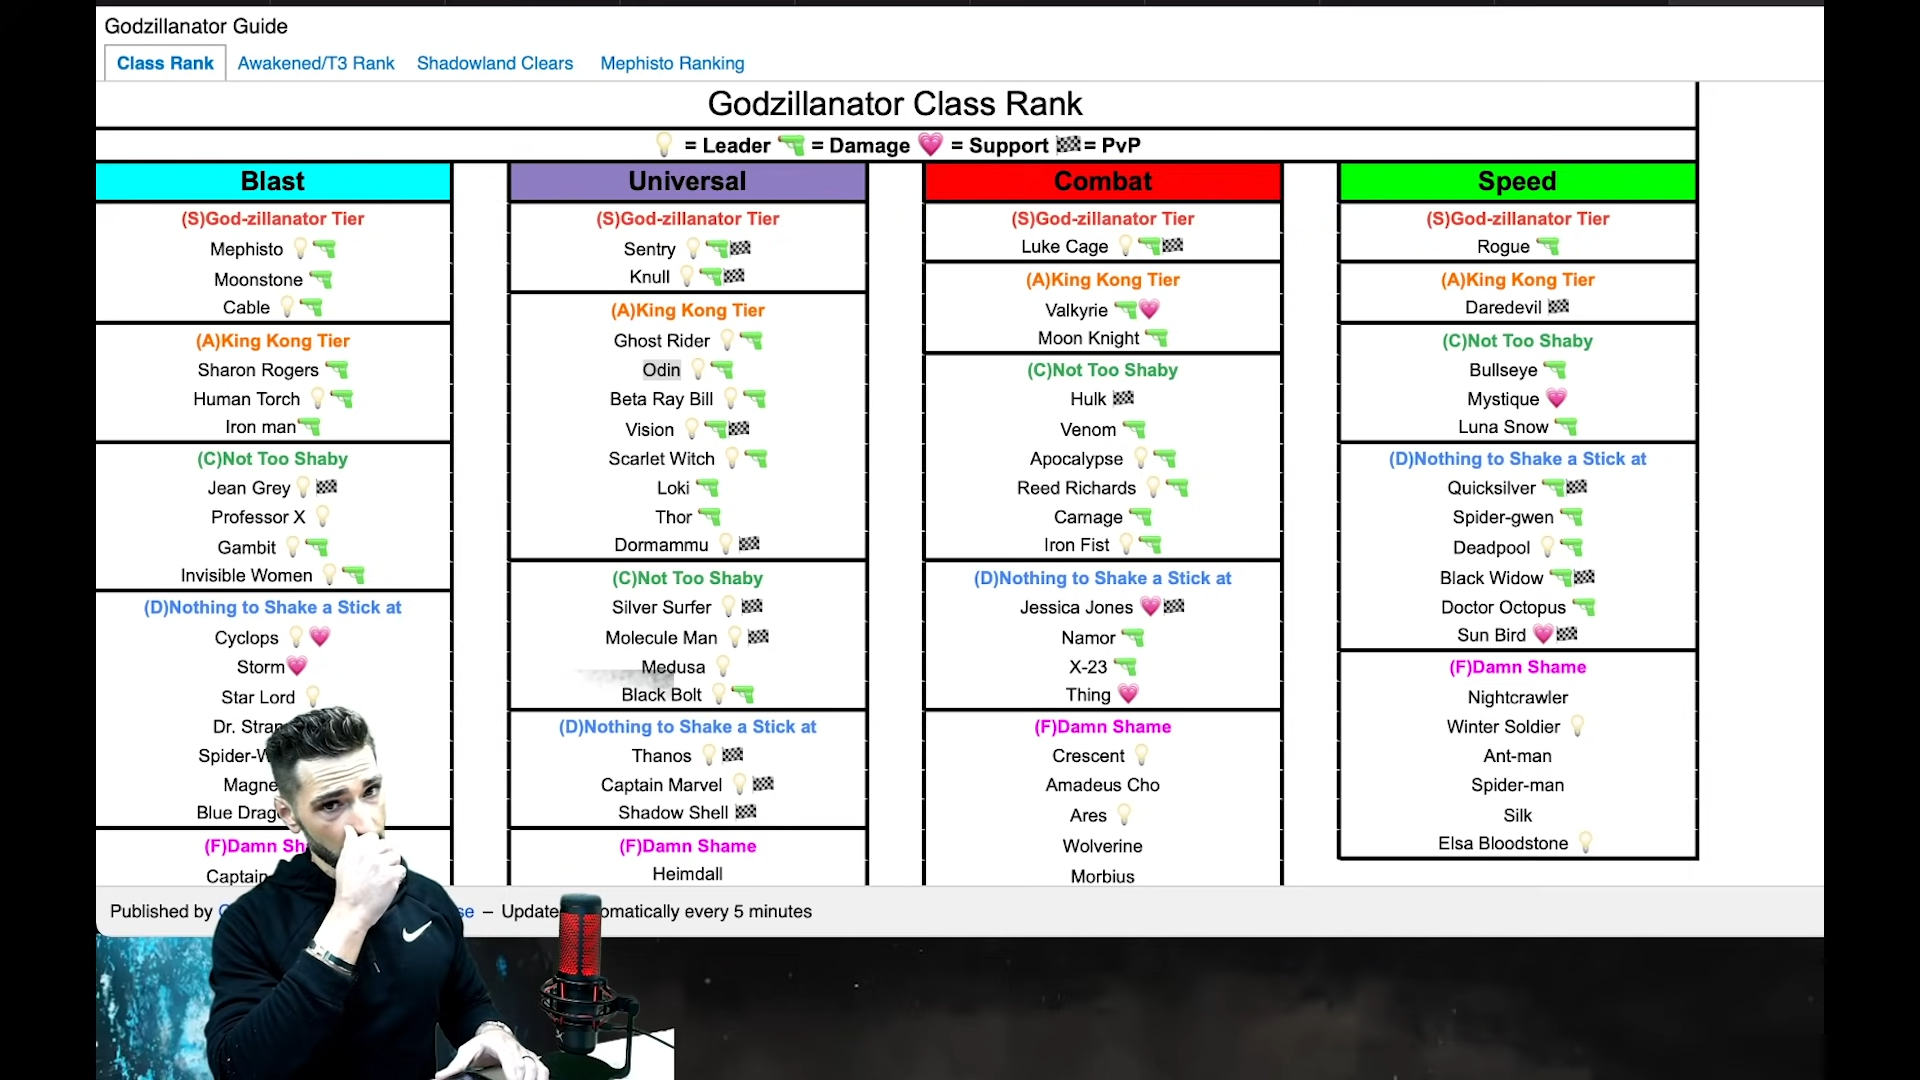 Godzillanator Guide
Class Rank Awakened/T3 Rank Shadowland Clears Mephisto Ranking
Godzillanator Class Rank
= Leader = Damage = Support = PvP
Blast
(S)God-zillanator Tier
Mephisto
Moonstone
Cable
(A)King Kong Tier
Sharon Rogers
Human Torch
Iron man
(C)Not Too Shaby
Jean Grey
Professor X
Gambit
Invisible Women
(D)Nothing to Shake a Stick at
Cyclops
Storm
Star Lord
Dr.
Blue
(F)Damn
Captain
Universal
(S)God-zillanator Tier
Sentry
Knull
(A)King Kong Tier
Ghost Rider
Odin
Beta Ray Bill
Vision
Scarlet Witch
Loki
Thor
Dormammu
(C)Not Too Shaby
Silver Surfer
Molecule Man
Medusa
Black Bolt
(D)Nothing to Shake a Stick at
Thanos
Captain Marvel
Shadow Shell
(F)Damn Shame
Heimdall
Combat
(S)God-zillanator Tier
Luke Cage
(A)King Kong Tier
Valkyrie
Moon Knight
(C)Not Too Shaby
Hulk
Venom
Apocalypse
Reed Richards
Carnage
Iron Fist
(D)Nothing to Shake a Stick at
Jessica Jones
Namor
X-23
Thing
(F)Damn Shame
Crescent
Amadeus Cho
Ares
Wolverine
Morbius
Speed
(S)God-zillanator Tier
Rogue
(A)King Kong Tier
Daredevil
(C)Not Too Shaby
Bullseye
Mystique
Luna Snow
(D)Nothing to Shake a Stick at
Quicksilver
Spider-gwen
Deadpool
Black Widow
Doctor Octopus
Sun Bird
(F)Damn Shame
Nightcrawler
Winter Soldier
Ant-man
Spider-man
Silk
Elsa Bloodstone
Published by – every 5 minutes